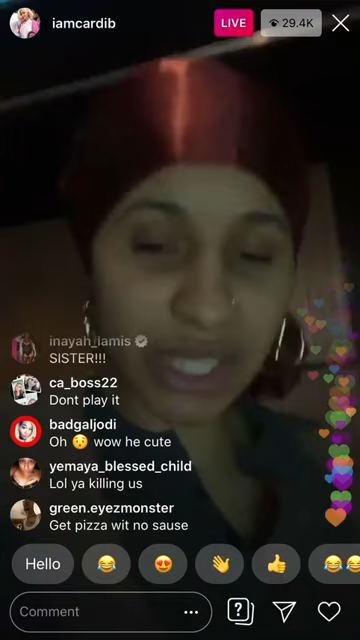 iamcardib
LIVE
29.4K
inayah_lamis
SISTER!!!
ca_boss22
Dont play it
badgaljodi
Oh 😯 wow he cute
yemaya_blessed_child
Lol ya killing us
green.eyezmonster
Get pizza wit no sause
Hello 😂 😍 👋 👍 😂😂
Comment